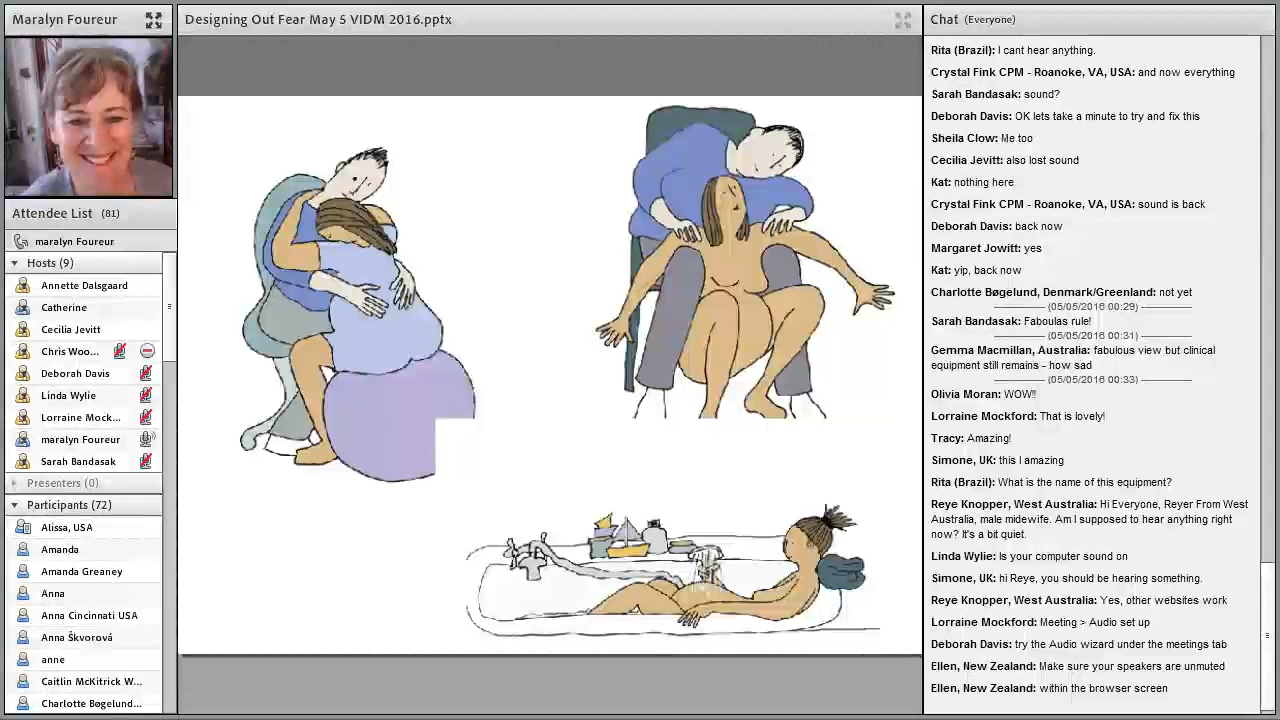 Maralyn Foureur
Attendee List (81)
maralyn Foureur
Hosts (9)
Annette Dalsgaard
Catherine
Cecilia Jevitt
Chris Woo...
Deborah Davis
Linda Wylie
Lorraine Mock...
maralyn Foureur
Sarah Bandasak
Presenters (0)
Participants (72)
Alissa, USA
Amanda
Amanda Greaney
Anna
Anna Cincinnati USA
Anna Škvorová
anne
Caitlin McKitrick W...
Charlotte Bøgelund...
Designing Out Fear May 5 VIDM 2016.pptx
Chat (Everyone)
Rita (Brazil): I cant hear anything.
Crystal Fink CPM - Roanoke, VA, USA: and now everything
Sarah Bandasak: sound?
Deborah Davis: OK lets take a minute to try and fix this
Sheila Clow: Me too
Cecilia Jevitt: also lost sound
Kat: nothing here
Crystal Fink CPM - Roanoke, VA, USA: sound is back
Deborah Davis: back now
Margaret Jowitt: yes
Kat: yip, back now
Charlotte Bøgelund, Denmark/Greenland: not yet
(05/05/2016 00:29)
Sarah Bandasak: Faboulas rule!
(05/05/2016 00:31)
Gemma Macmillan, Australia: fabulous view but clinical
equipment still remains - how sad
(05/05/2016 00:33)
Olivia Moran: WOW!!
Lorraine Mockford: That is lovely!
Tracy: Amazing!
Simone, UK: this I amazing
Rita (Brazil): What is the name of this equipment?
Reye Knopper, West Australia: Hi Everyone, Reyer From West
Australia, male midewife. Am I supposed to hear anything right
now? It's a bit quiet.
Linda Wylie: Is your computer sound on
Simone, UK: hi Reye, you should be hearing something.
Reye Knopper, West Australia: Yes, other websites work
Lorraine Mockford: Meeting > Audio set up
Deborah Davis: try the Audio wizard under the meetings tab
Ellen, New Zealand: Make sure your speakers are unmuted
Ellen, New Zealand: within the browser screen